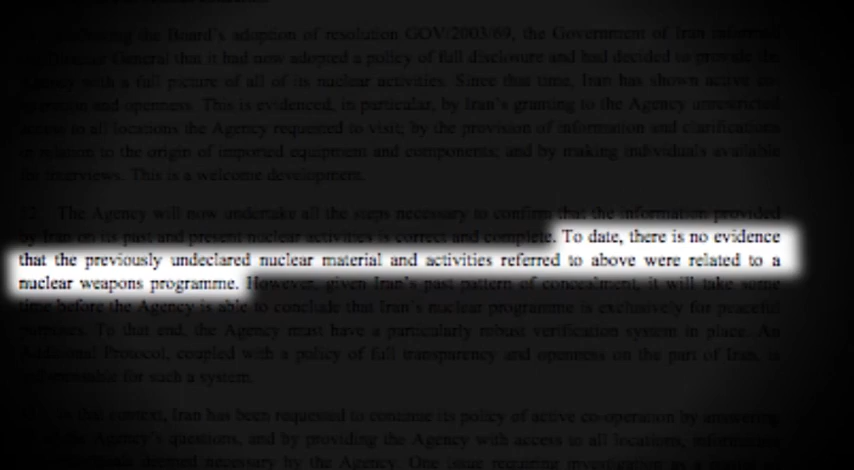 the Board's adoption of resolution GOV/2003/69, the Government of Iran informed
General that it had now adopted a policy of full disclosure and had decided to provide the
Agency with a full picture of all of its nuclear activities. Since that time, Iran has shown active co-
operation and openness. This is evidenced, in particular, by Iran's granting to the Agency unrestricted
access to all locations the Agency requested to visit; by the provision of information and clarifications
in relation to the origin of imported equipment and components; and by making individuals available
for interviews. This is a welcome development.
52. The Agency will now undertake all the steps necessary to confirm that the information provided
by Iran on its past and present nuclear activities is correct and complete. To date, there is no evidence
that the previously undeclared nuclear material and activities referred to above were related to a
nuclear weapons programme. However, given Iran's past pattern of concealment, it will take some
time before the Agency is able to conclude that Iran's nuclear programme is exclusively for peaceful
purposes. To that end, the Agency must have a particularly robust verification system in place. An
Additional Protocol, coupled with a policy of full transparency and openness on the part of Iran, is
indispensable for such a system.
In that context, Iran has been requested to continue its policy of active co-operation by answering
of the Agency's questions, and by providing the Agency with access to all locations, information
deemed necessary by the Agency. One issue requiring investigation